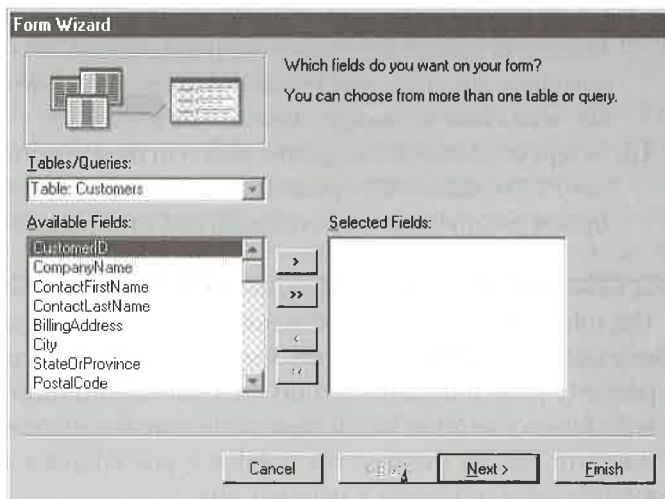 Form Wizard
Which fields do you want on your form?
You can choose from more than one table or query.
Tables/Queries:
Table: Customers
Available Fields:
Selected Fields:
CustomerID
CompanyName
ContactFirstName
ContactLastName
BillingAddress
City
StateOrProvince
PostalCode
>
>>
<
<<
Cancel
< Back
Next >
Finish